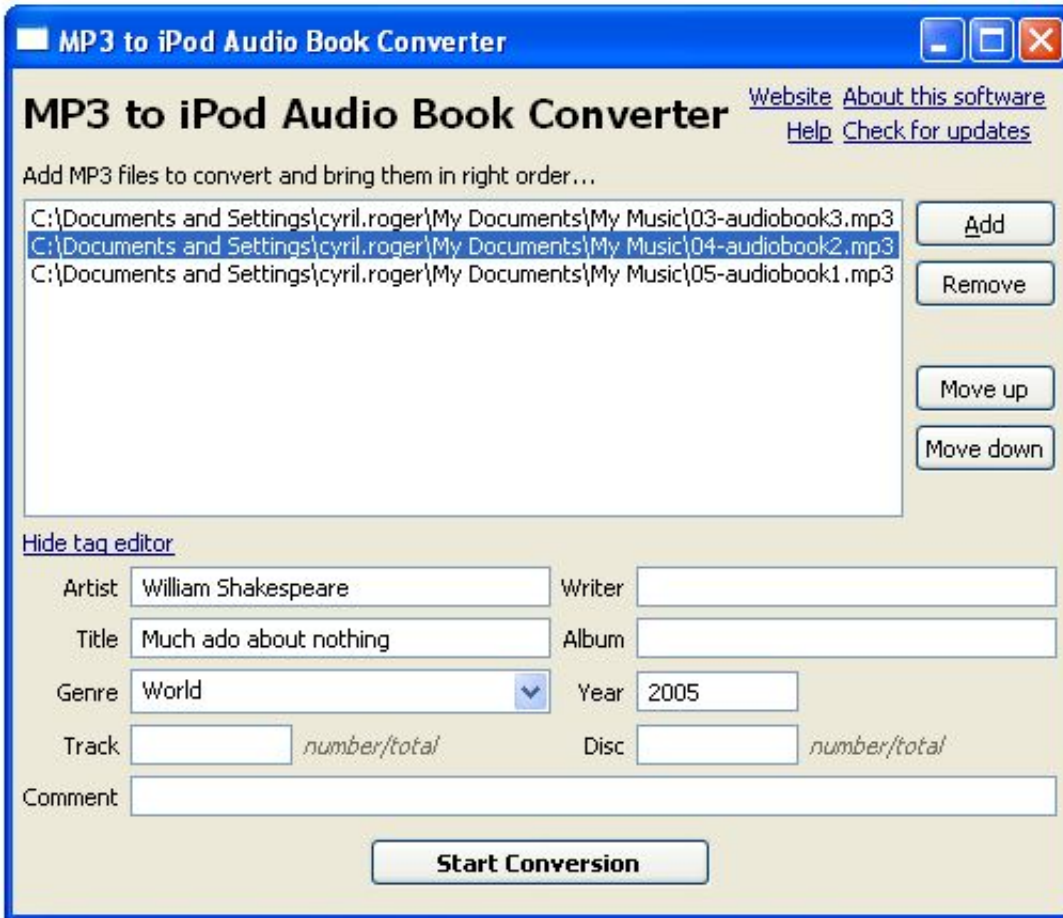 MP3 to iPod Audio Book Converter
MP3 to iPod Audio Book Converter
Website About this software
Help Check for updates
Add MP3 files to convert and bring them in right order...
C:\Documents and Settings\cyril.roger\My Documents\My Music\03-audiobook3.mp3
C:\Documents and Settings\cyril.roger\My Documents\My Music\04-audiobook2.mp3
C:\Documents and Settings\cyril.roger\My Documents\My Music\05-audiobook1.mp3
Add
Remove
Move up
Move down
Hide tag editor
Artist William Shakespeare Writer
Title Much ado about nothing Album
Genre World Year 2005
Track number/total Disc number/total
Comment
Start Conversion